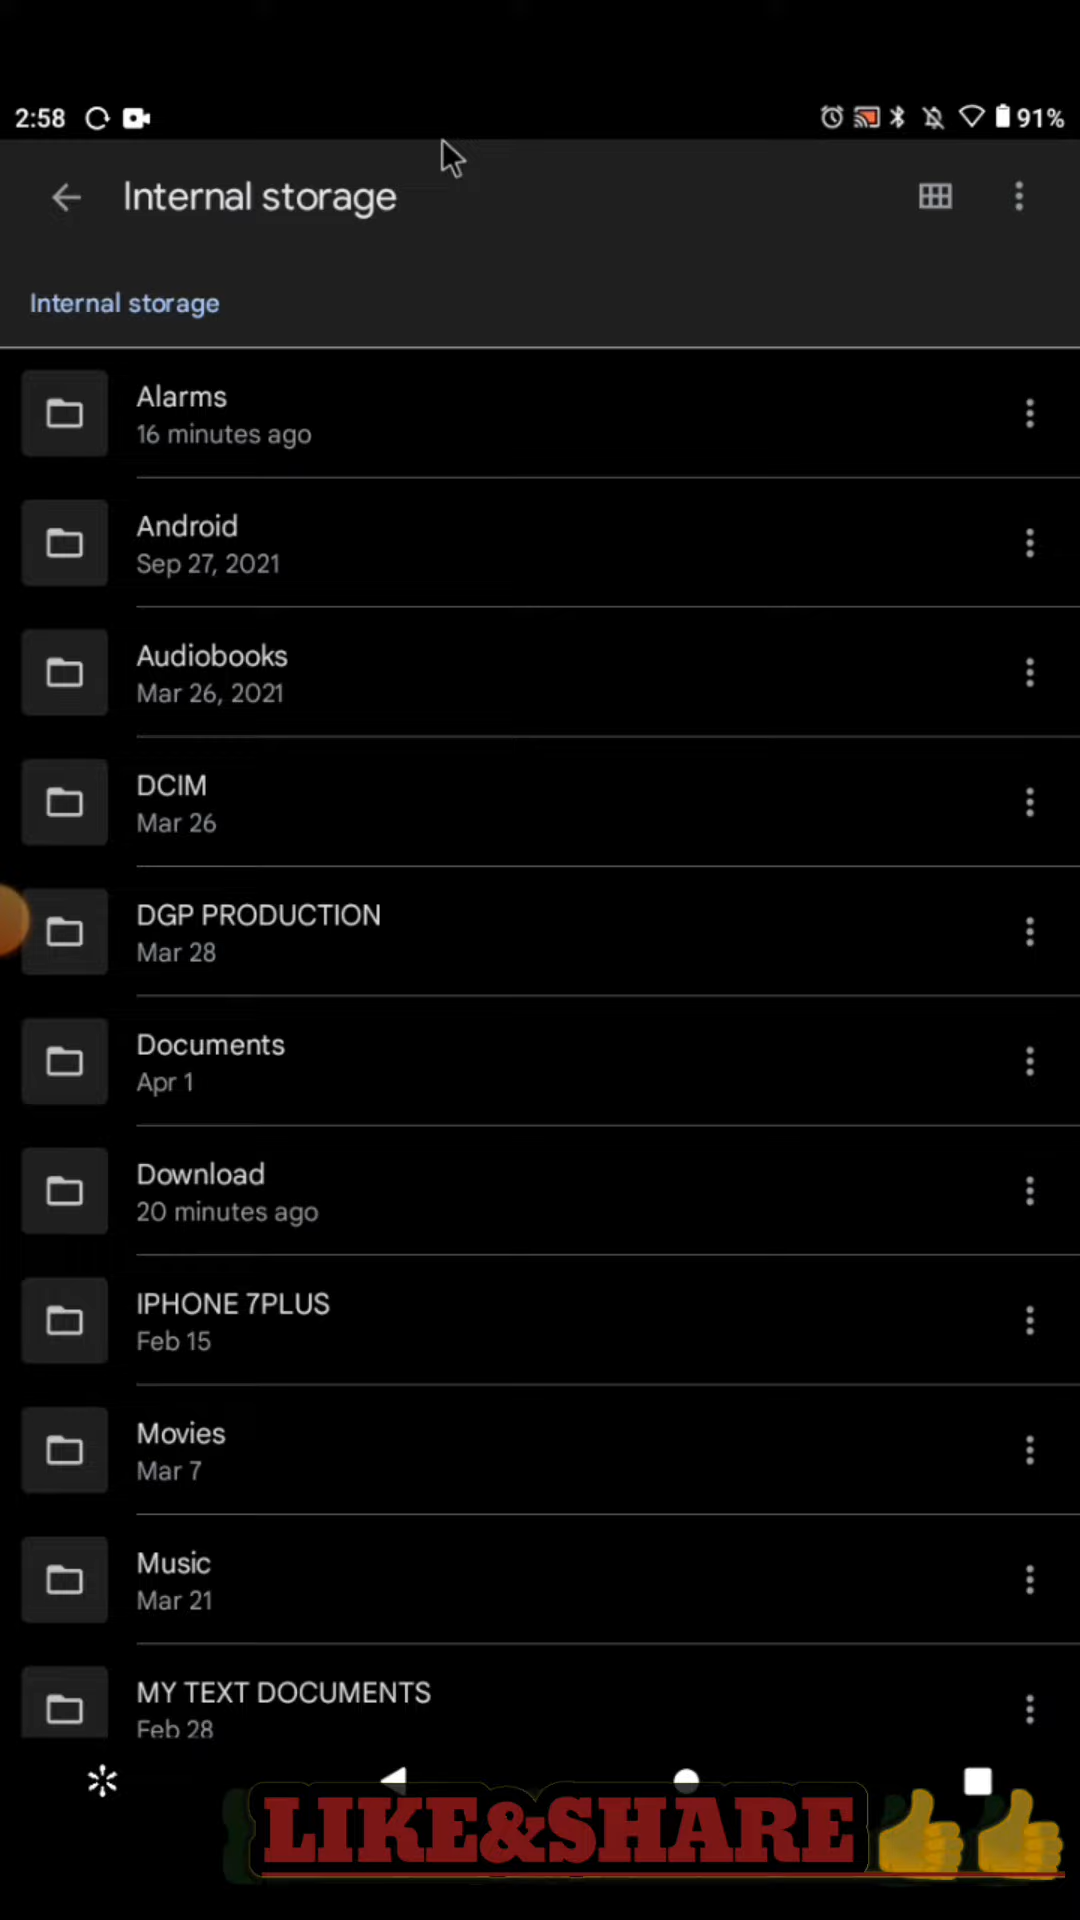 2:58 91%
Internal storage
Internal storage
Alarms
16 minutes ago
Android
Sep 27, 2021
Audiobooks
Mar 26, 2021
DCIM
Mar 26
DGP PRODUCTION
Mar 28
Documents
Apr 1
Download
20 minutes ago
IPHONE 7PLUS
Feb 15
Movies
Mar 7
Music
Mar 21
MY TEXT DOCUMENTS
Feb 28
LIKE&SHARE👍👍